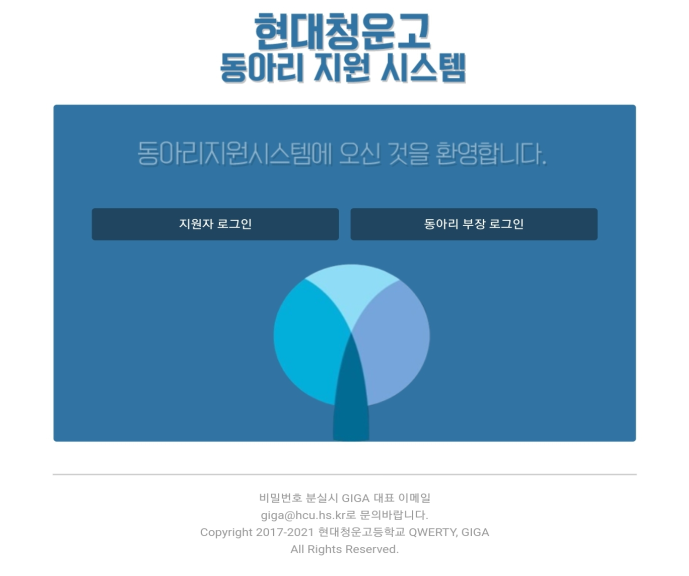 현대청운고
동아리 지원 시스템
동아리지원시스템에 오신 것을 환영합니다.
지원자 로그인
동아리 부장 로그인
비밀번호 분실시 GIGA 대표 이메일
giga@hcu.hs.kr로 문의바랍니다.
Copyright 2017-2021 현대청운고등학교 QWERTY, GIGA
All Rights Reserved.